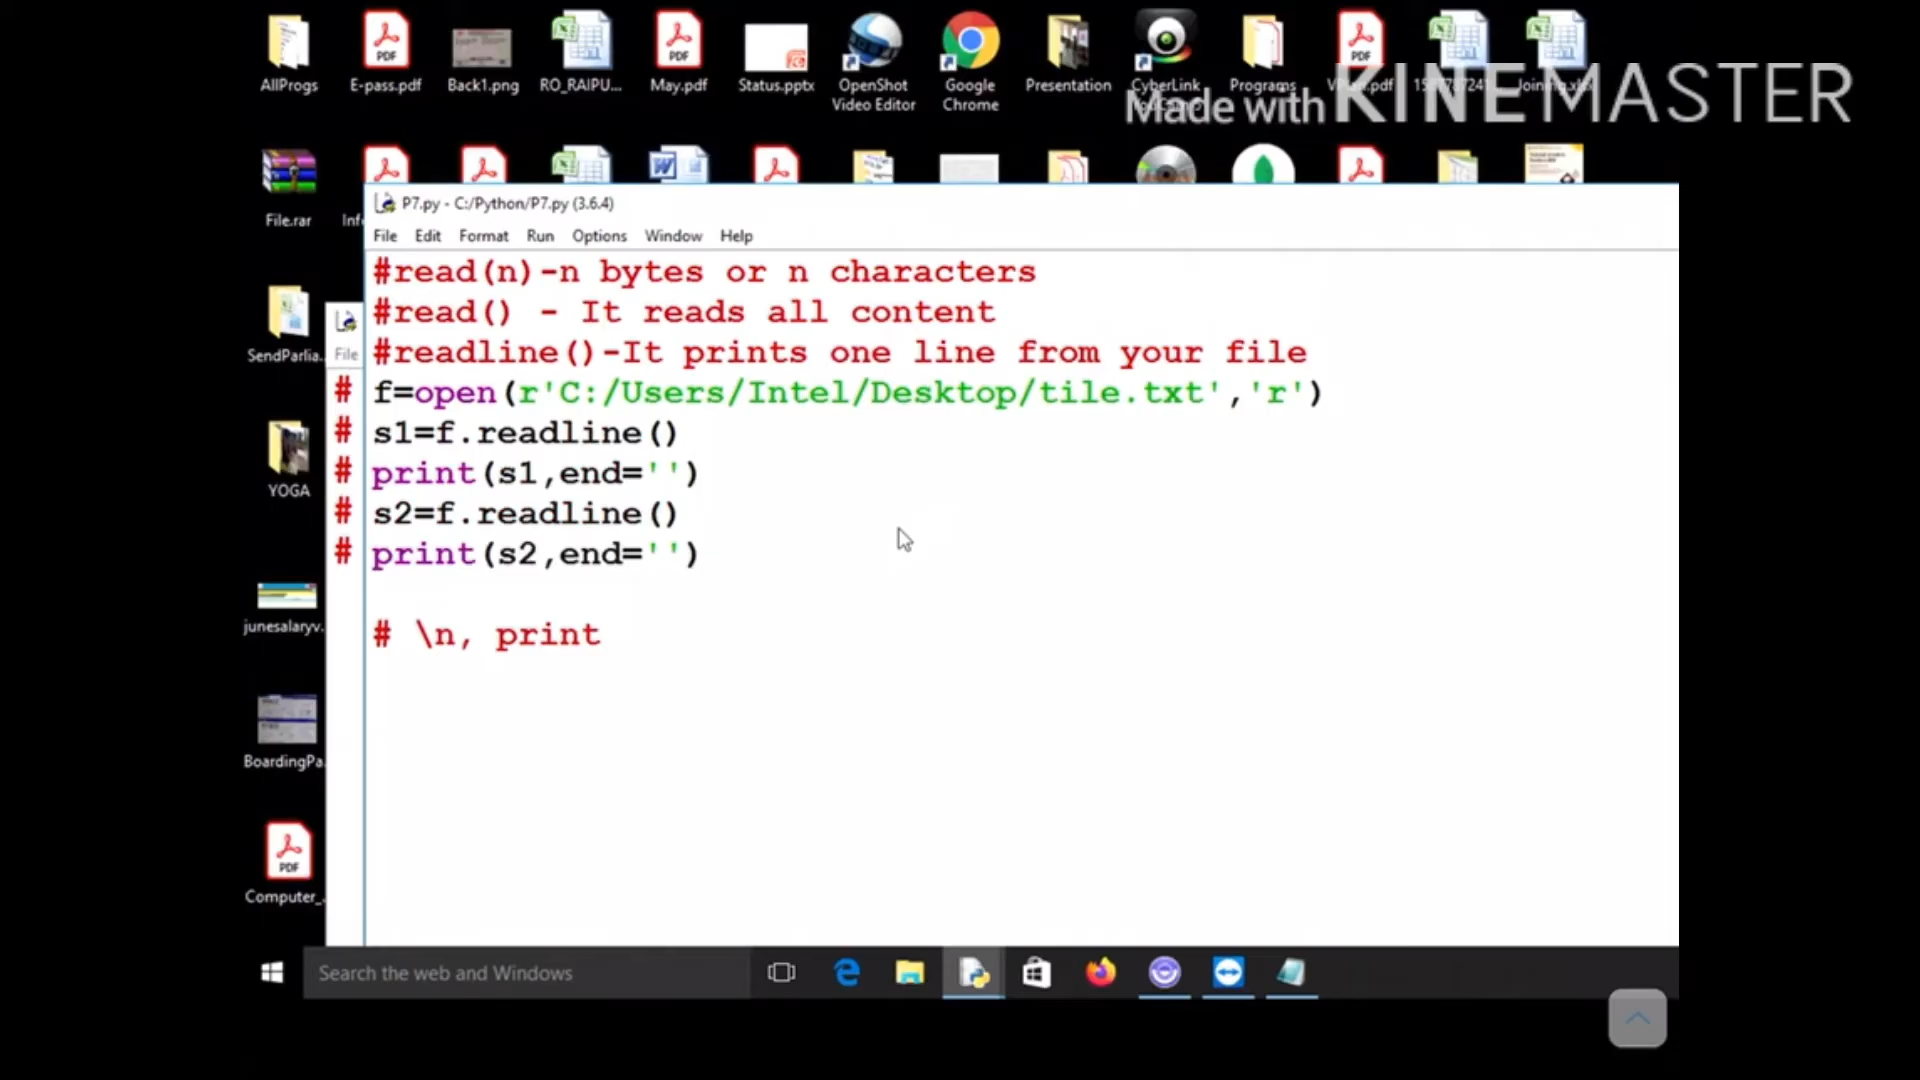 AllProgs
E-pass.pdf
Back1.png
RO_RAIPU...
May.pdf
Status.pptx
OpenShot
Video Editor
Google
Chrome
Presentation
CyberLink
Programs
Made with KINEMASTER
File.rar
P7.py - C:/Python/P7.py (3.6.4)
File Edit Format Run Options Window Help
#read(n)-n bytes or n characters
#read() - It reads all content
#readline()-It prints one line from your file
f=open(r'C:/Users/Intel/Desktop/tile.txt','r')
s1=f.readline()
print(s1,end='')
s2=f.readline()
print(s2,end='')
# \n, print
File
#
#
#
#
#
SendParlia...
YOGA
junesalaryv...
BoardingPa...
Computer_...
Search the web and Windows